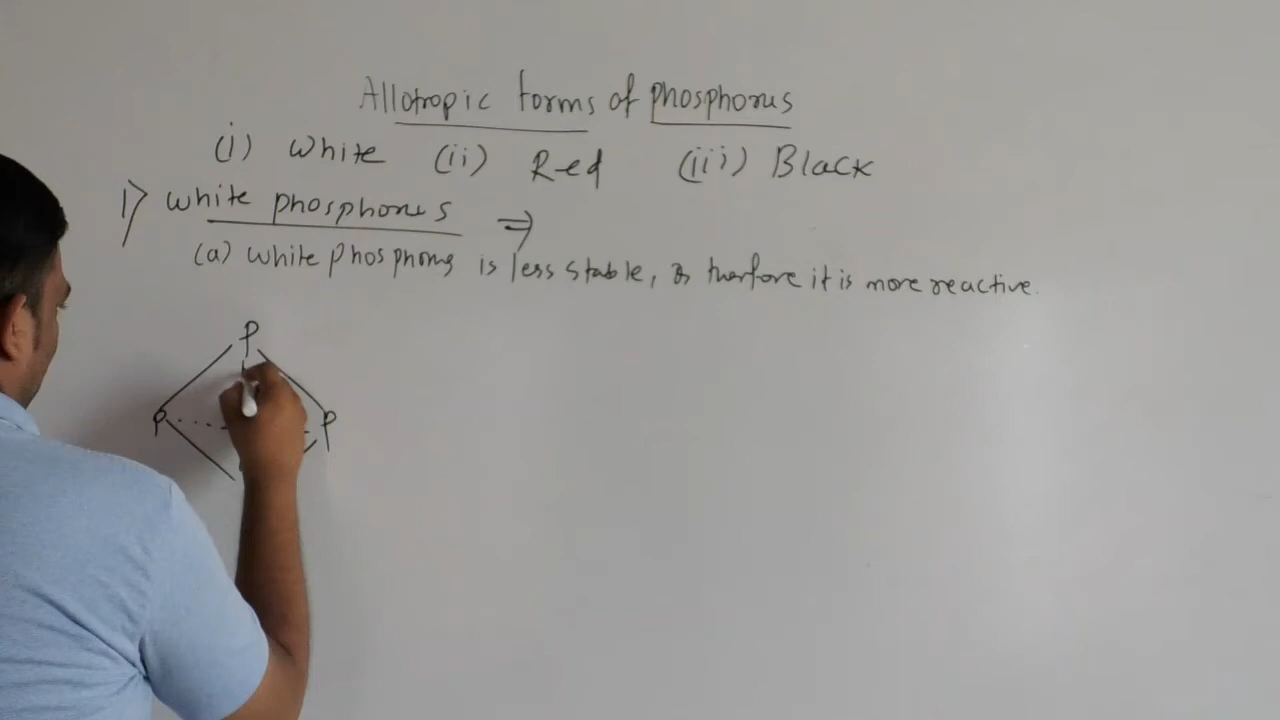 Allotropic forms of phosphorus
(i) White (ii) Red (iii) Black
1) White phosphorus ⇒
(a) White phosphorus is less stable, & therfore it is more reactive.
P
P P